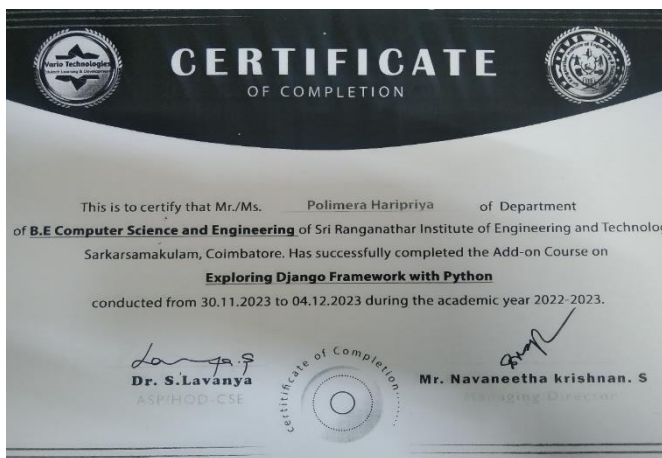 Vario Technologies
CERTIFICATE
OF COMPLETION
This is to certify that Mr./Ms. Polimera Haripriya of Department
of B.E Computer Science and Engineering of Sri Ranganathar Institute of Engineering and Technolo
Sarkarsamakulam, Coimbatore. Has successfully completed the Add-on Course on
Exploring Django Framework with Python
conducted from 30.11.2023 to 04.12.2023 during the academic year 2022-2023.
Dr. S.Lavanya
ASP/HOD-CSE
Certificate of Completion
Mr. Navaneetha krishnan. S
Managing Director